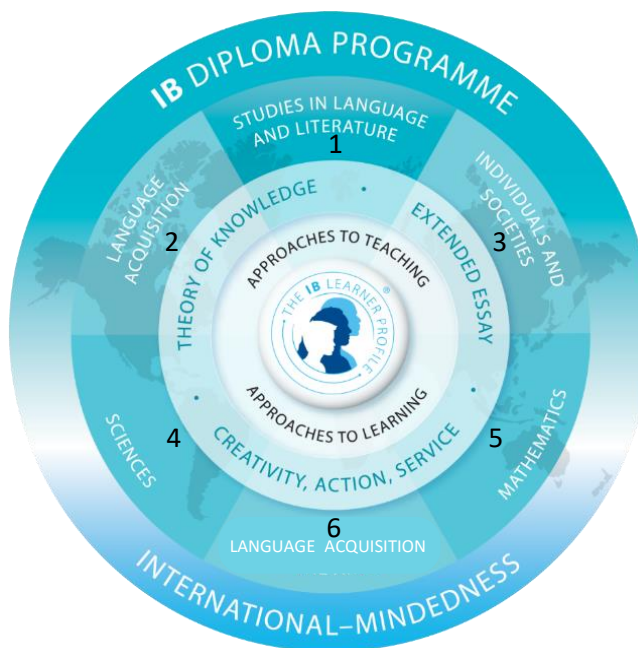 IB DIPLOMA PROGRAMME
STUDIES IN LANGUAGE
AND LITERATURE
1
LANGUAGE
ACQUISITION
2
INDIVIDUALS AND
SOCIETIES
3
THEORY OF KNOWLEDGE
EXTENDED ESSAY
APPROACHES TO TEACHING
THE IB LEARNER PROFILE
®
APPROACHES TO LEARNING
CREATIVITY, ACTION, SERVICE
SCIENCES
4
MATHEMATICS
5
6
LANGUAGE ACQUISITION
INTERNATIONAL–MINDEDNESS